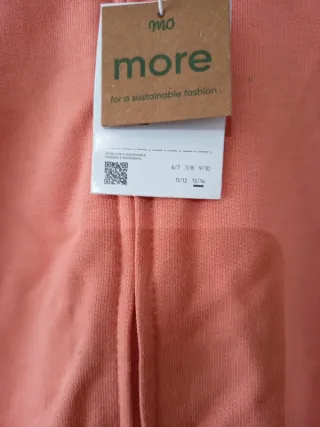 mo
more
for a sustainable fashion
6/7 7/8 9/10
11/12 13/14